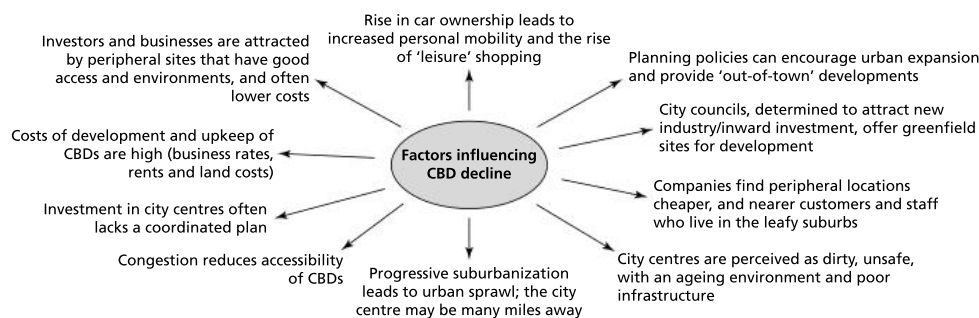 Rise in car ownership leads to
increased personal mobility and the rise
of ‘leisure’ shopping
Investors and businesses are attracted
by peripheral sites that have good
access and environments, and often
lower costs
Planning policies can encourage urban expansion
and provide ‘out-of-town’ developments
City councils, determined to attract new
industry/inward investment, offer greenfield
sites for development
Costs of development and upkeep of
CBDs are high (business rates,
rents and land costs)
Factors influencing
CBD decline
Companies find peripheral locations
cheaper, and nearer customers and staff
who live in the leafy suburbs
Investment in city centres often
lacks a coordinated plan
Congestion reduces accessibility
of CBDs
Progressive suburbanization
leads to urban sprawl; the city
centre may be many miles away
City centres are perceived as dirty, unsafe,
with an ageing environment and poor
infrastructure